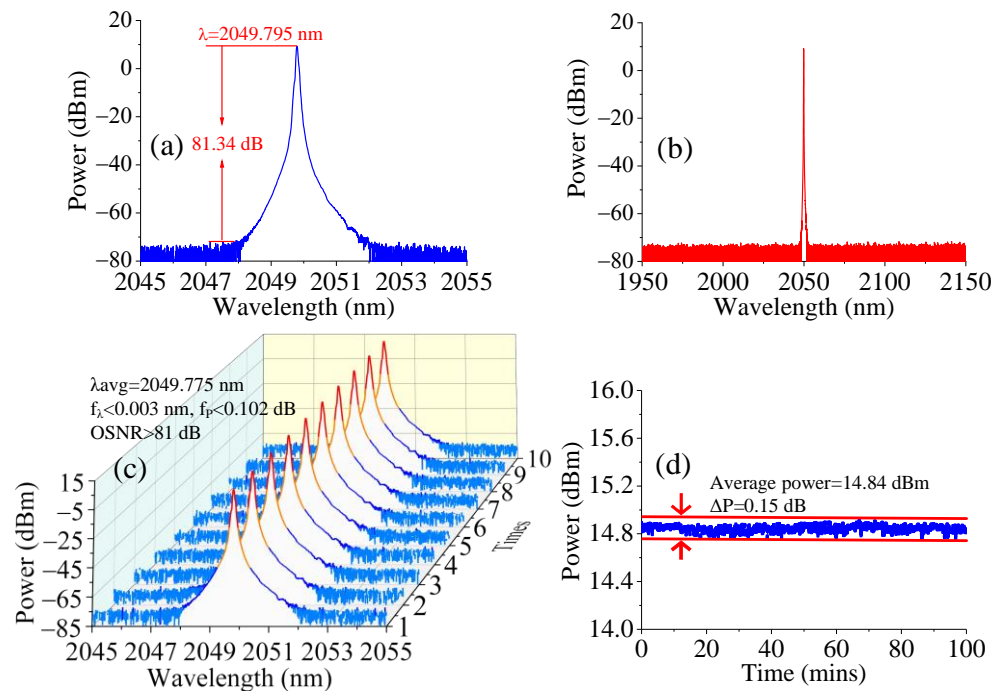 λ=2049.795 nm
81.34 dB
(a)
Power (dBm)
20
0
−20
−40
−60
−80
2045 2047 2049 2051 2053 2055
Wavelength (nm)
(b)
Power (dBm)
20
0
−20
−40
−60
−80
1950 2000 2050 2100 2150
Wavelength (nm)
λavg=2049.775 nm
f_λ<0.003 nm, f_P<0.102 dB
OSNR>81 dB
(c)
Power (dBm)
15
−5
−25
−45
−65
−85
2045 2047 2049 2051 2053 2055
Wavelength (nm)
1
2
3
4
5
6
7
8
9
10
Times
(d)
Average power=14.84 dBm
ΔP=0.15 dB
Power (dBm)
16.0
15.6
15.2
14.8
14.4
14.0
0 20 40 60 80 100
Time (mins)